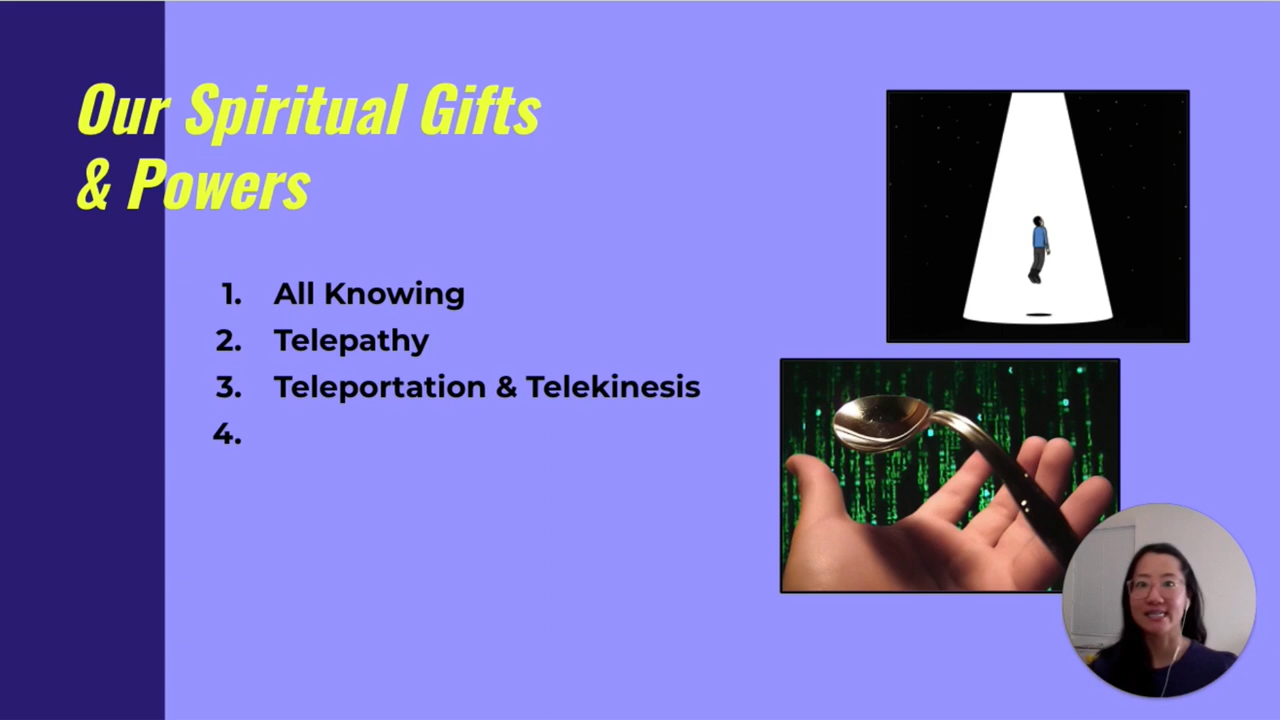 Our Spiritual Gifts
& Powers
1. All Knowing
2. Telepathy
3. Teleportation & Telekinesis
4.